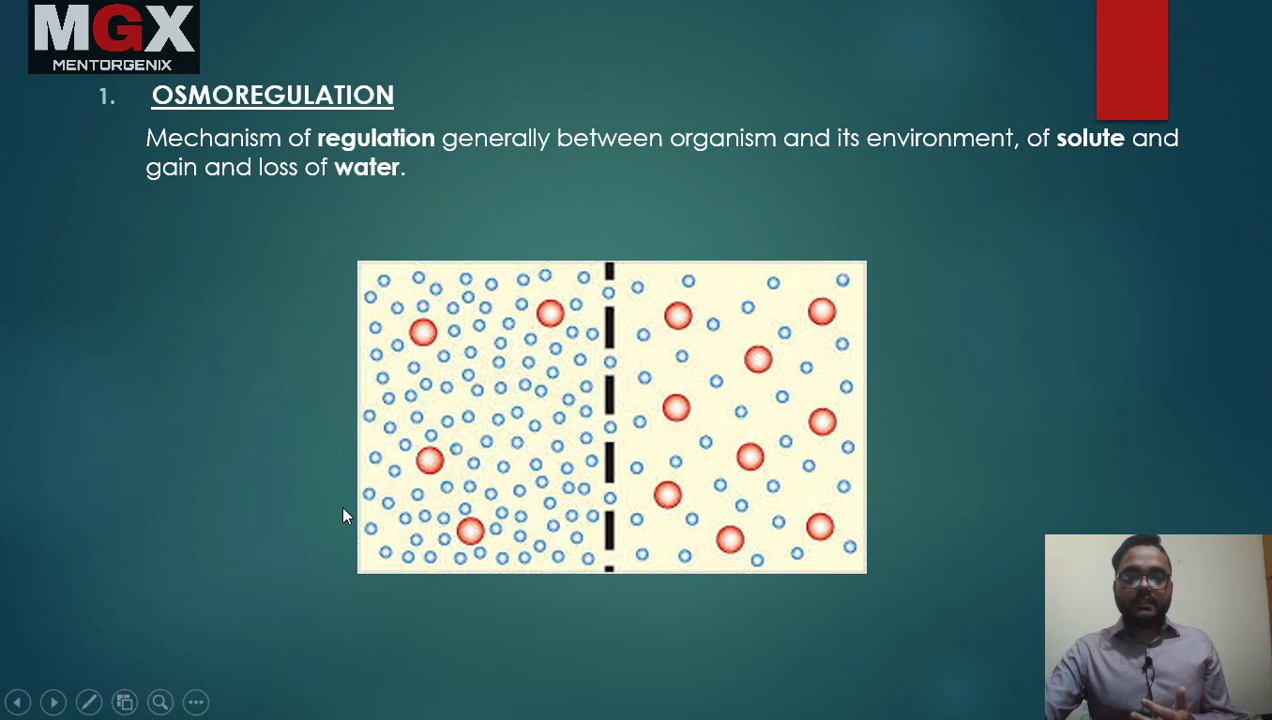 MGX
MENTORGENIX
1. OSMOREGULATION
Mechanism of regulation generally between organism and its environment, of solute and
gain and loss of water.